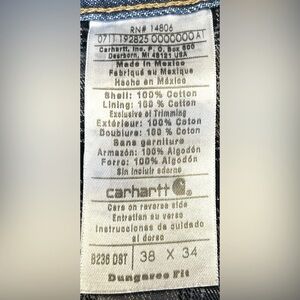 RN# 14806
0711 192825 0000000 AT
Carhartt, Inc. P.O. Box 600
Dearborn, MI 48121 USA
Made in Mexico
Fabriqué au Mexique
Hecho en México
Shell: 100% Cotton
Lining: 100% Cotton
Exclusive of Trimming
Extérieur: 100% Coton
Doublure: 100% Coton
Sans garniture
Armazón: 100% Algodón
Forro: 100% Algodón
Sin incluir adorno
carhartt
Care on reverse side
Entretien au verso
Instrucciones de cuidado
al dorso
B236 DST 38 X 34
Dungaree Fit